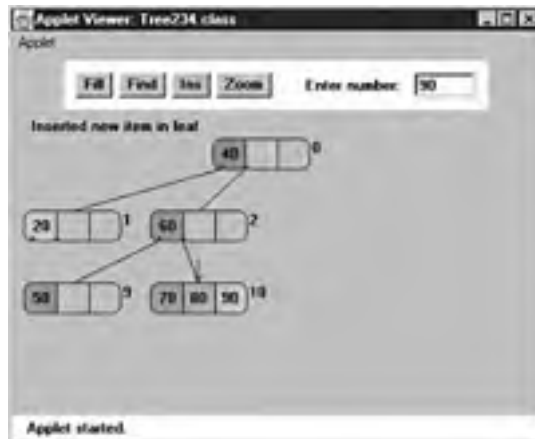 Applet Viewer: Tree234.class
Applet
Fill Find Ins Zoom Enter number: 90
Inserted new item in leaf
40 0
20 1 60 2
50 9 70 80 90 10
Applet started.